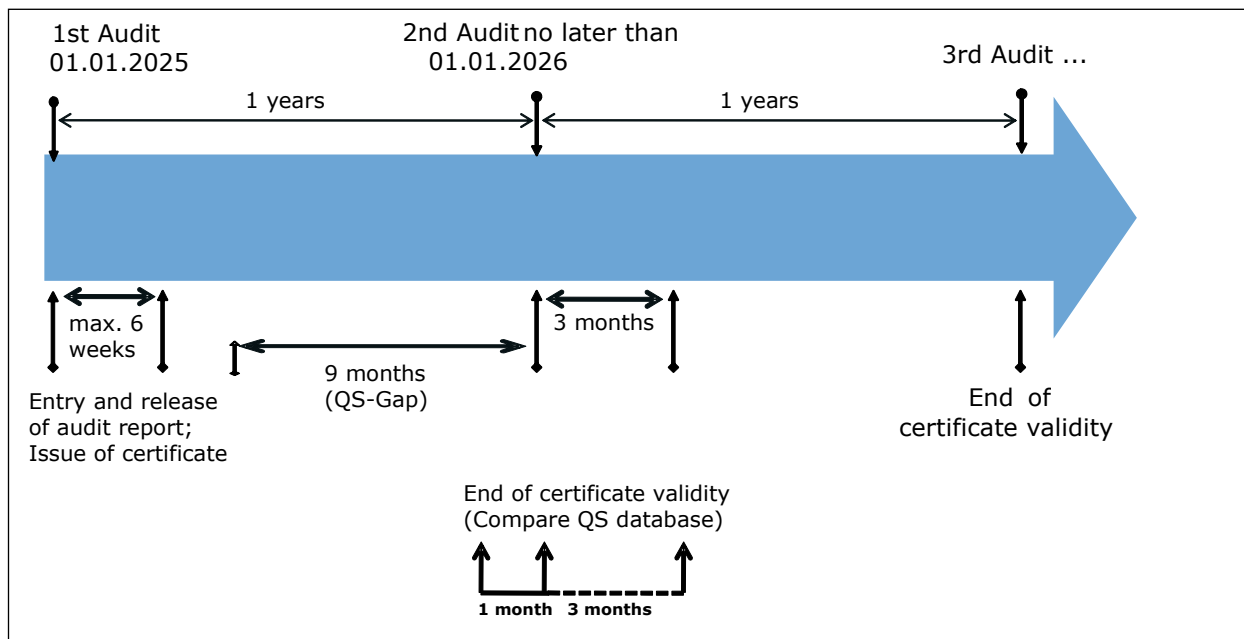 1st Audit
01.01.2025
2nd Audit no later than
01.01.2026
3rd Audit ...
1 years
1 years
max. 6
weeks
3 months
9 months
(QS-Gap)
Entry and release
of audit report;
Issue of certificate
End of
certificate validity
End of certificate validity
(Compare QS database)
1 month
3 months